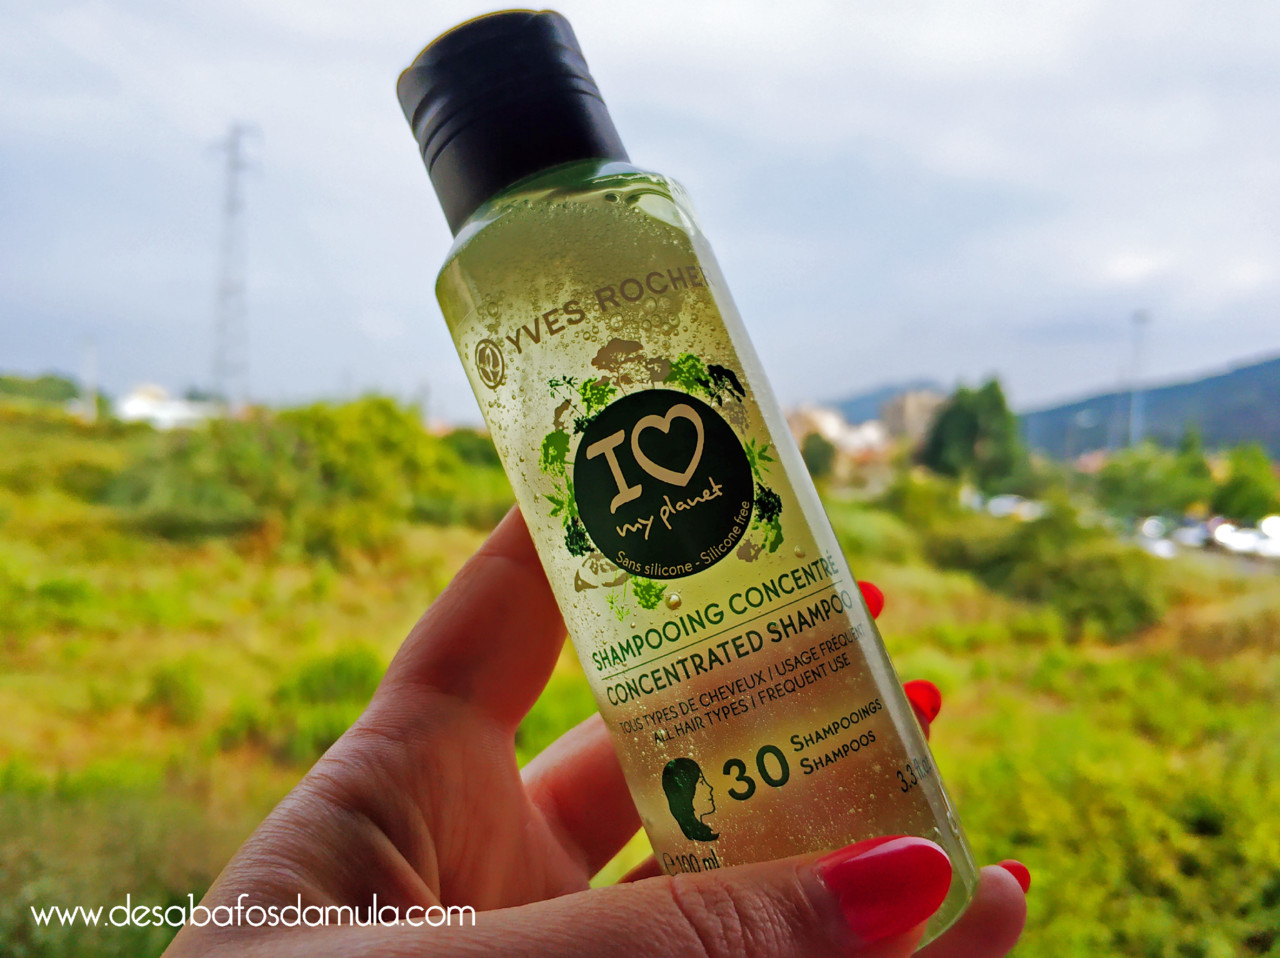 YVES ROCHER
I
my planet
Sans silicone - Silicone free
SHAMPOOING CONCENTRÉ
CONCENTRATED SHAMPOO
TOUS TYPES DE CHEVEUX / USAGE FRÉQUENT
ALL HAIR TYPES / FREQUENT USE
30 SHAMPOOINGS
SHAMPOOS
℮ 100 ml
www.desabafosdamula.com